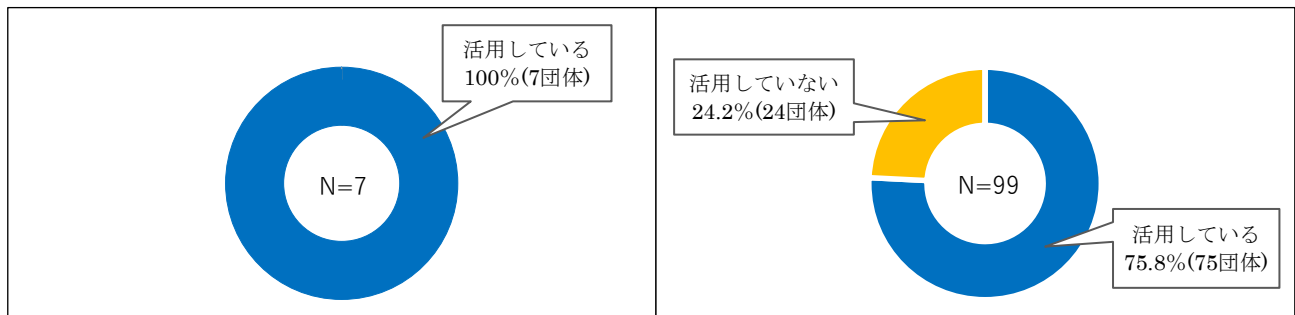 活用している
100%(7団体)
N=7
活用していない
24.2%(24団体)
N=99
活用している
75.8%(75団体)